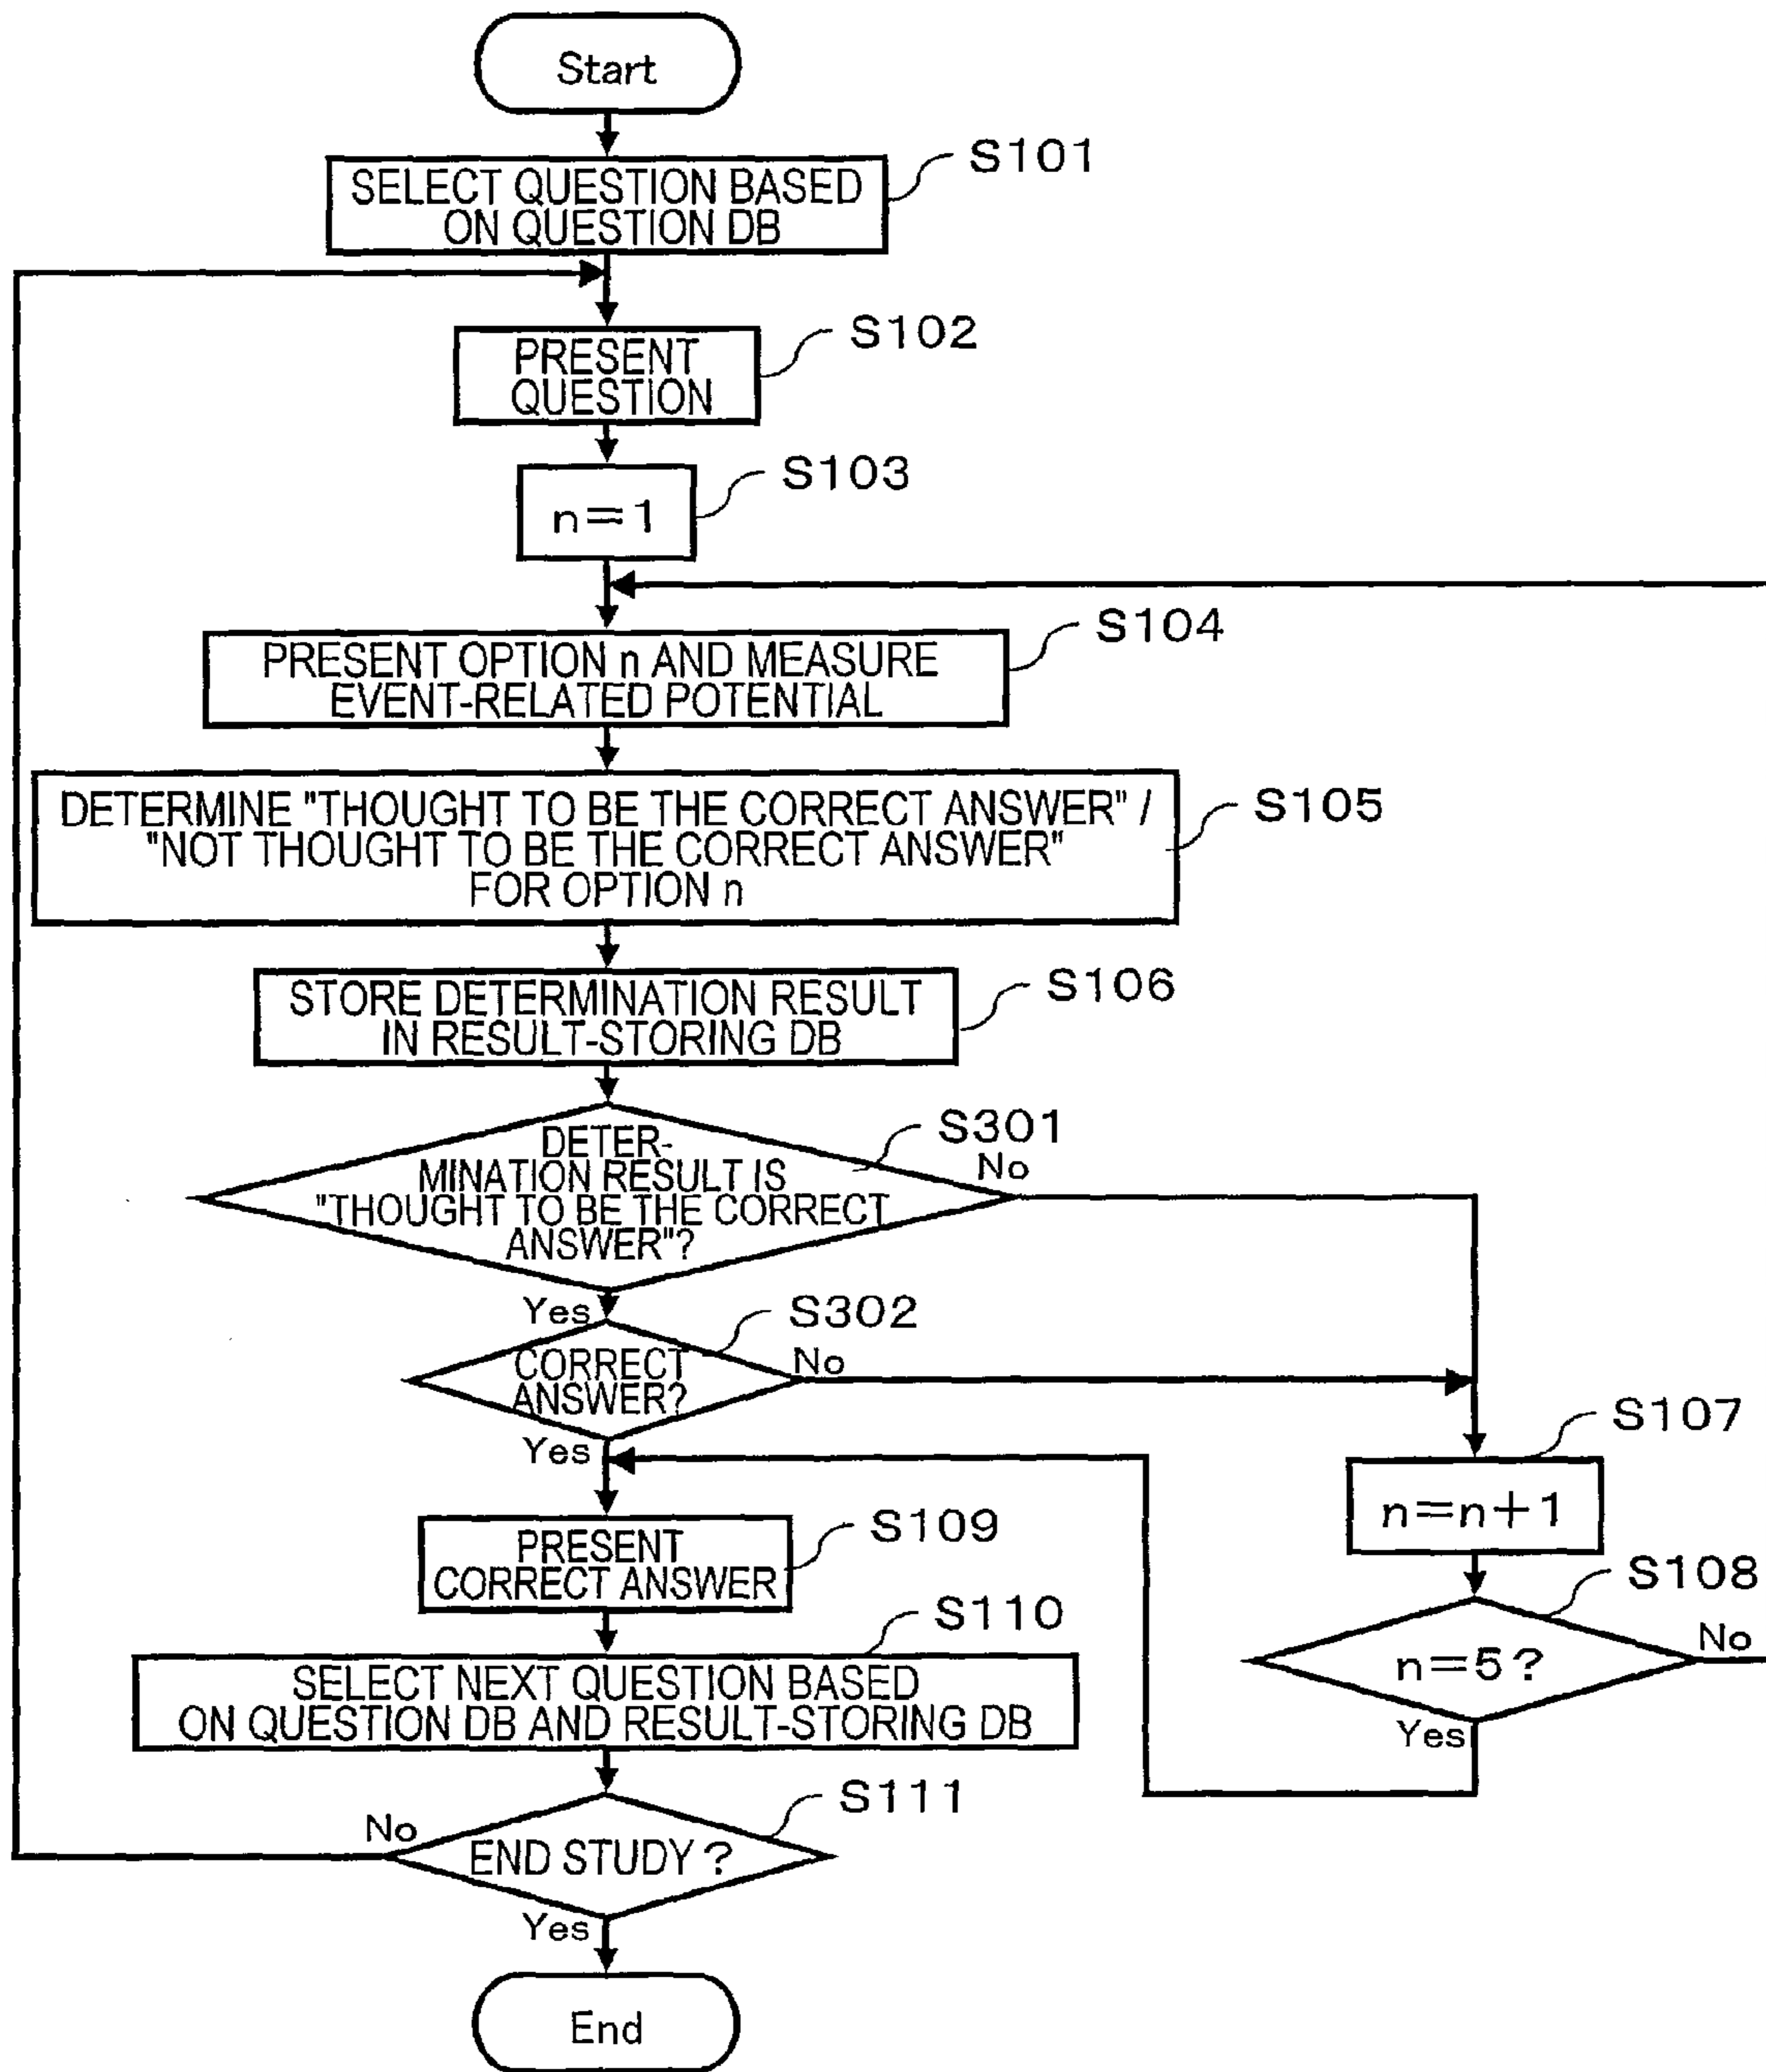 Start
S101
SELECT QUESTION BASED
ON QUESTION DB
S102
PRESENT
QUESTION
S103
n=1
S104
PRESENT OPTION n AND MEASURE
EVENT-RELATED POTENTIAL
S105
DETERMINE "THOUGHT TO BE THE CORRECT ANSWER" /
"NOT THOUGHT TO BE THE CORRECT ANSWER"
FOR OPTION n
S106
STORE DETERMINATION RESULT
IN RESULT-STORING DB
S301
DETER-
MINATION RESULT IS
"THOUGHT TO BE THE CORRECT
ANSWER"?
No
Yes
S302
CORRECT
ANSWER?
No
Yes
S107
n=n+1
S109
PRESENT
CORRECT ANSWER
S108
n=5?
No
Yes
S110
SELECT NEXT QUESTION BASED
ON QUESTION DB AND RESULT-STORING DB
S111
END STUDY?
No
Yes
End